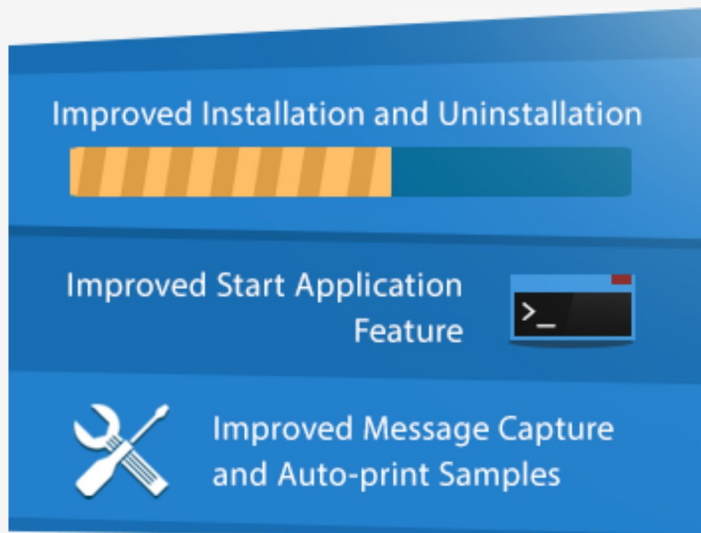 Improved Installation and Uninstallation
Improved Start Application
Feature
>_
Improved Message Capture
and Auto-print Samples